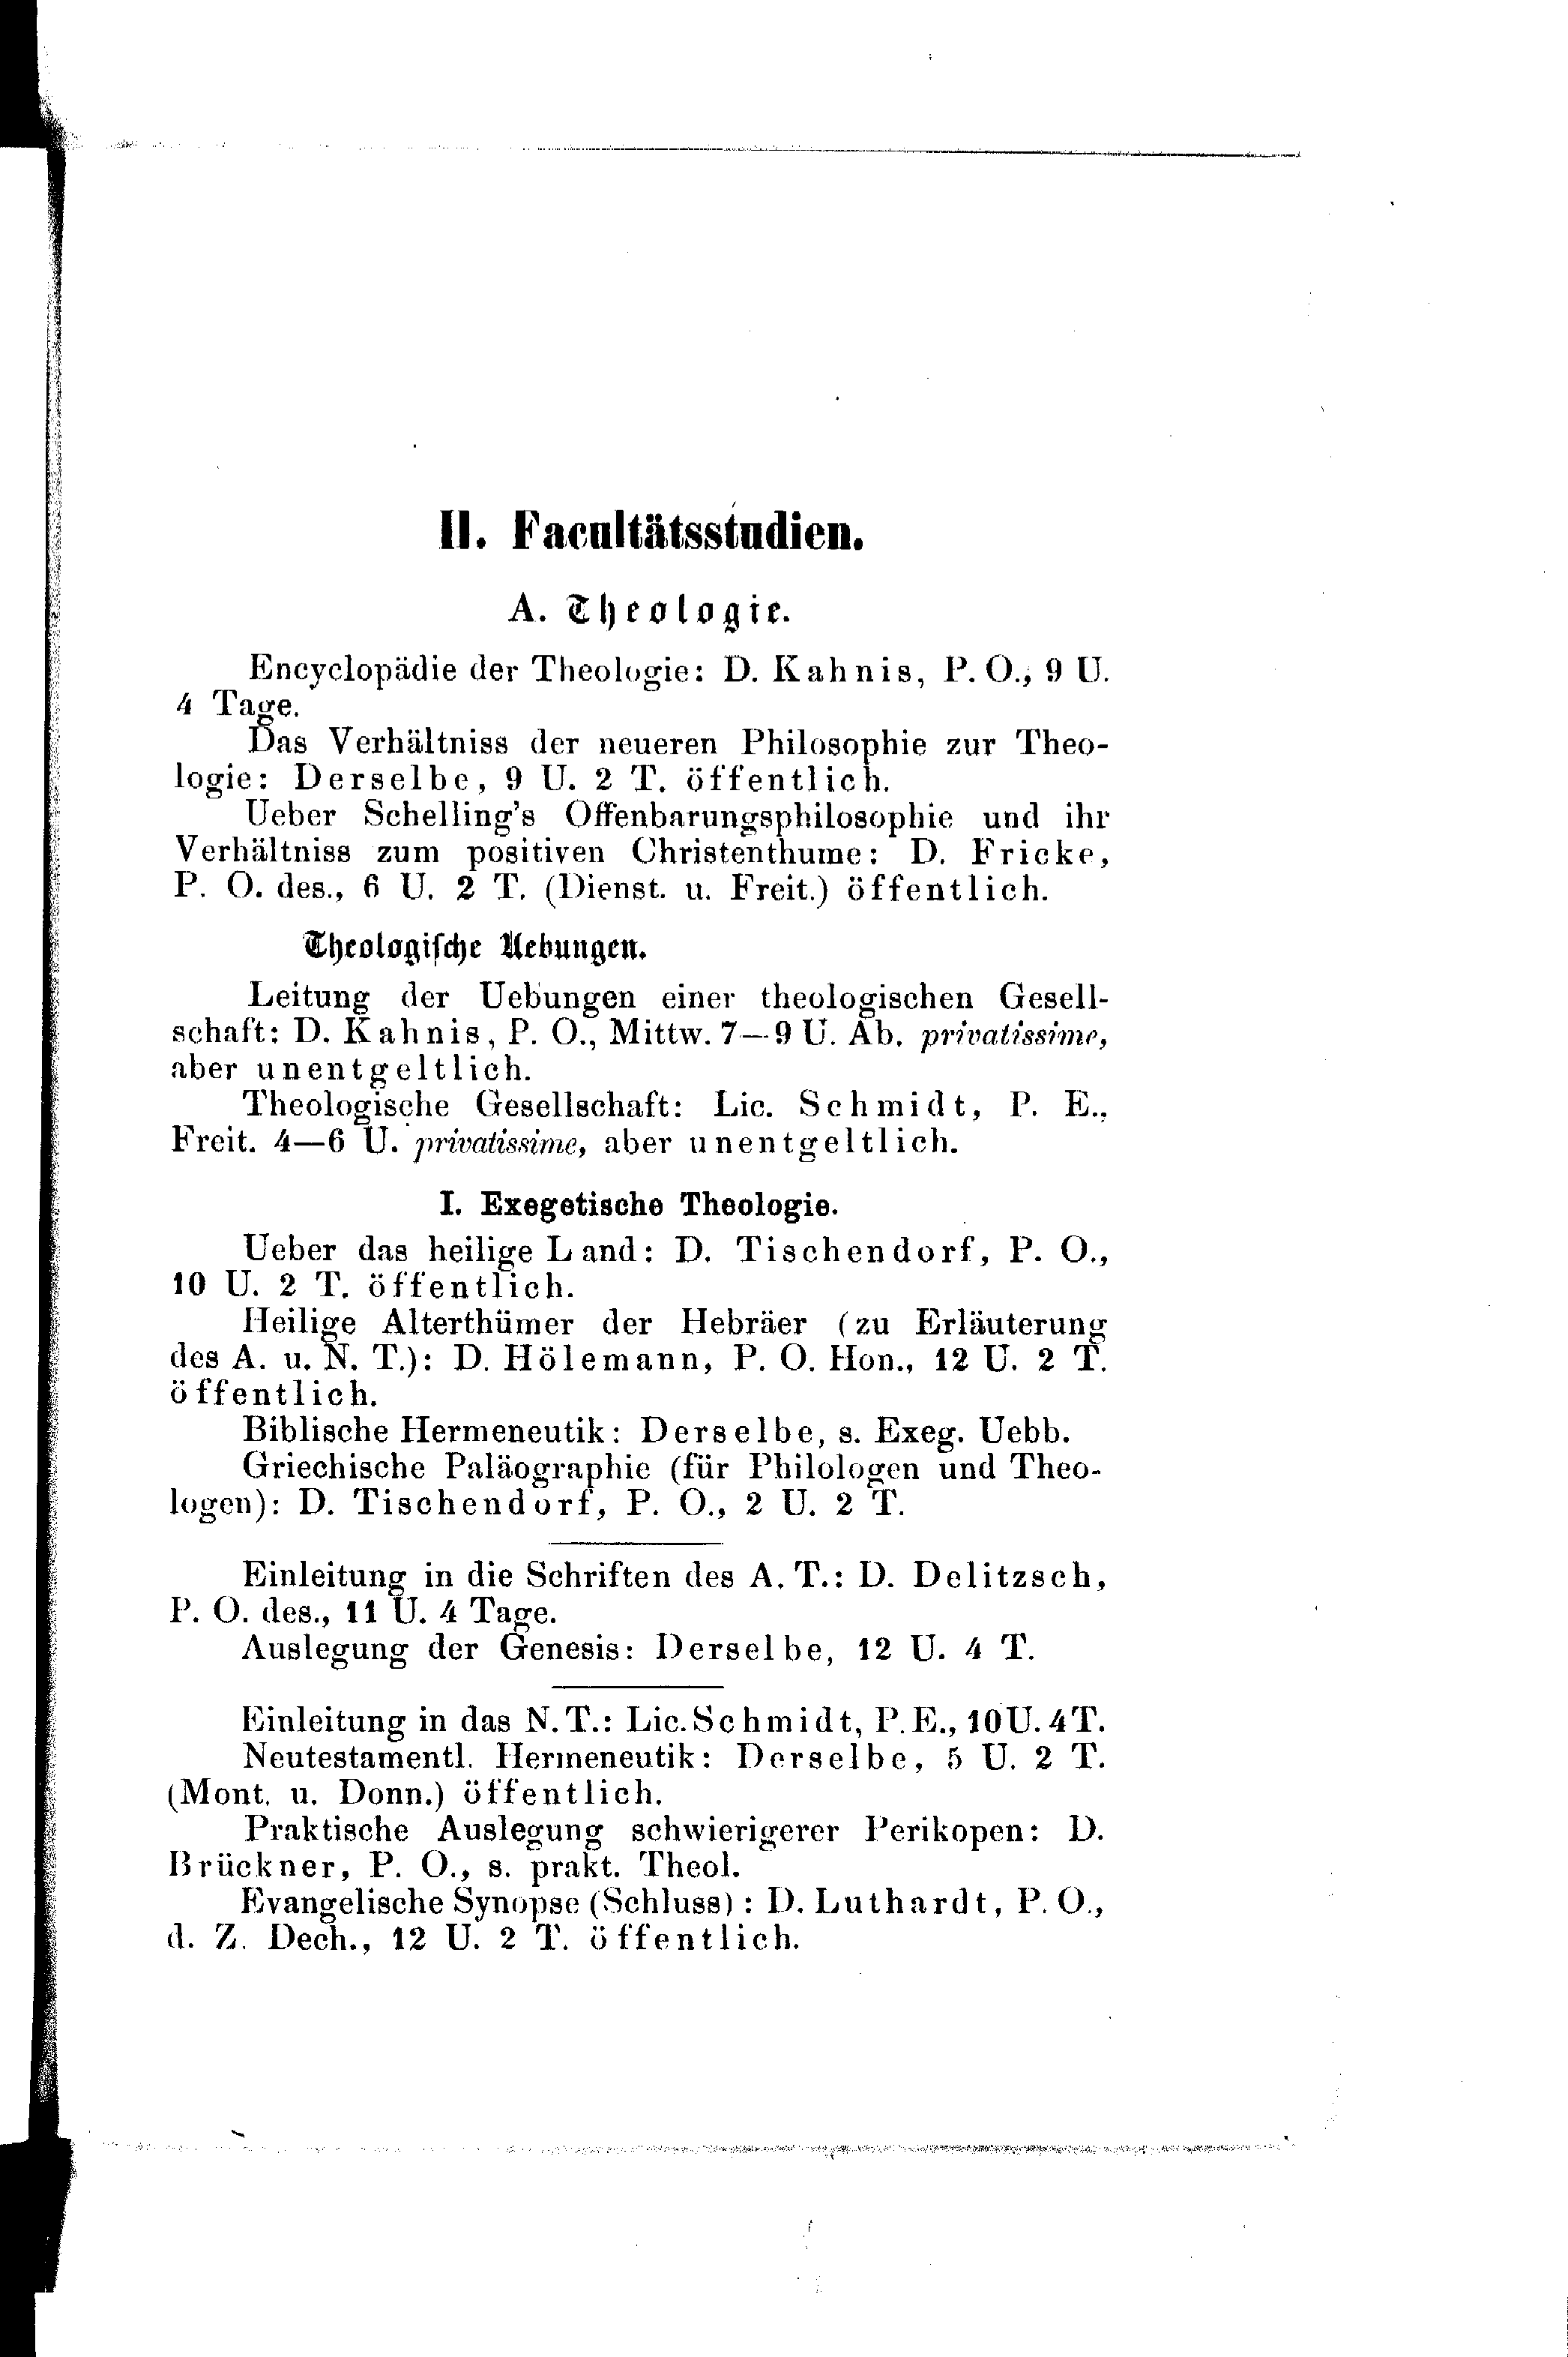 II. Facultätsstudien.
A. Theologie.
Encyclopädie der Theologie: D. Kahnis, P. O., 9 U.
4 Tage.
Das Verhältniss der neueren Philosophie zur Theo-
logie: Derselbe, 9 U. 2 T. öffentlich.
Ueber Schelling's Offenbarungsphilosophie und ihr
Verhältniss zum positiven Christenthume: D. Fricke,
P. O. des., 6 U. 2 T. (Dienst. u. Freit.) öffentlich.
Theologische Uebungen.
Leitung der Uebungen einer theologischen Gesell-
schaft: D. Kahnis, P. O., Mittw. 7—9 U. Ab. privatissime,
aber unentgeltlich.
Theologische Gesellschaft: Lic. Schmidt, P. E.,
Freit. 4—6 U. privatissime, aber unentgeltlich.
I. Exegetische Theologie.
Ueber das heilige Land: D. Tischendorf, P. O.,
10 U. 2 T. öffentlich.
Heilige Alterthümer der Hebräer (zu Erläuterung
des A. u. N. T.): D. Hölemann, P. O. Hon., 12 U. 2 T.
öffentlich.
Biblische Hermeneutik: Derselbe, s. Exeg. Uebb.
Griechische Paläographie (für Philologen und Theo-
logen): D. Tischendorf, P. O., 2 U. 2 T.
Einleitung in die Schriften des A. T.: D. Delitzsch,
P. O. des., 11 U. 4 Tage.
Auslegung der Genesis: Derselbe, 12 U. 4 T.
Einleitung in das N. T.: Lic. Schmidt, P. E., 10 U. 4 T.
Neutestamentl. Hermeneutik: Derselbe, 5 U. 2 T.
(Mont. u. Donn.) öffentlich.
Praktische Auslegung schwierigerer Perikopen: D.
Brückner, P. O., s. prakt. Theol.
Evangelische Synopse (Schluss): D. Luthardt, P. O.,
d. Z. Dech., 12 U. 2 T. öffentlich.